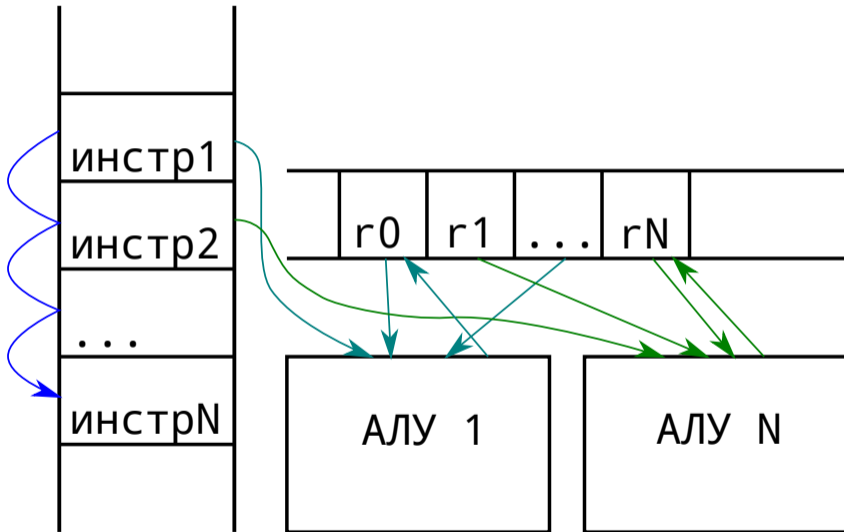 инстр1
инстр2
...
инстрN
r0 r1 ... rN
АЛУ 1
АЛУ N